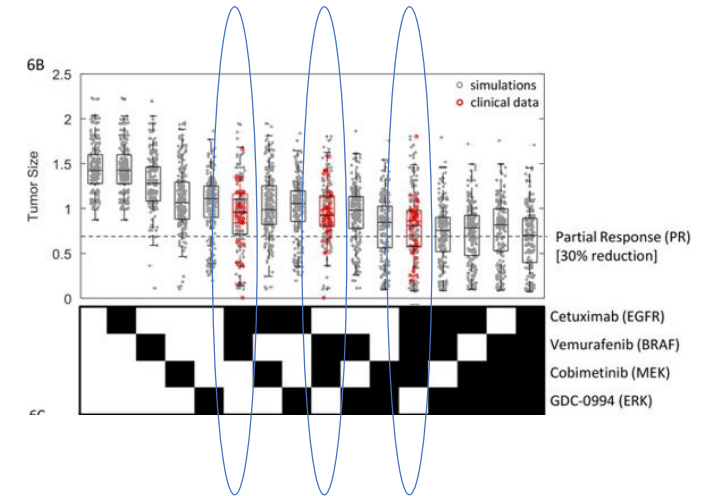 6B
2.5
2
1.5
1
0.5
0
Tumor Size
simulations
clinical data
Partial Response (PR)
[30% reduction]
Cetuximab (EGFR)
Vemurafenib (BRAF)
Cobimetinib (MEK)
GDC-0994 (ERK)